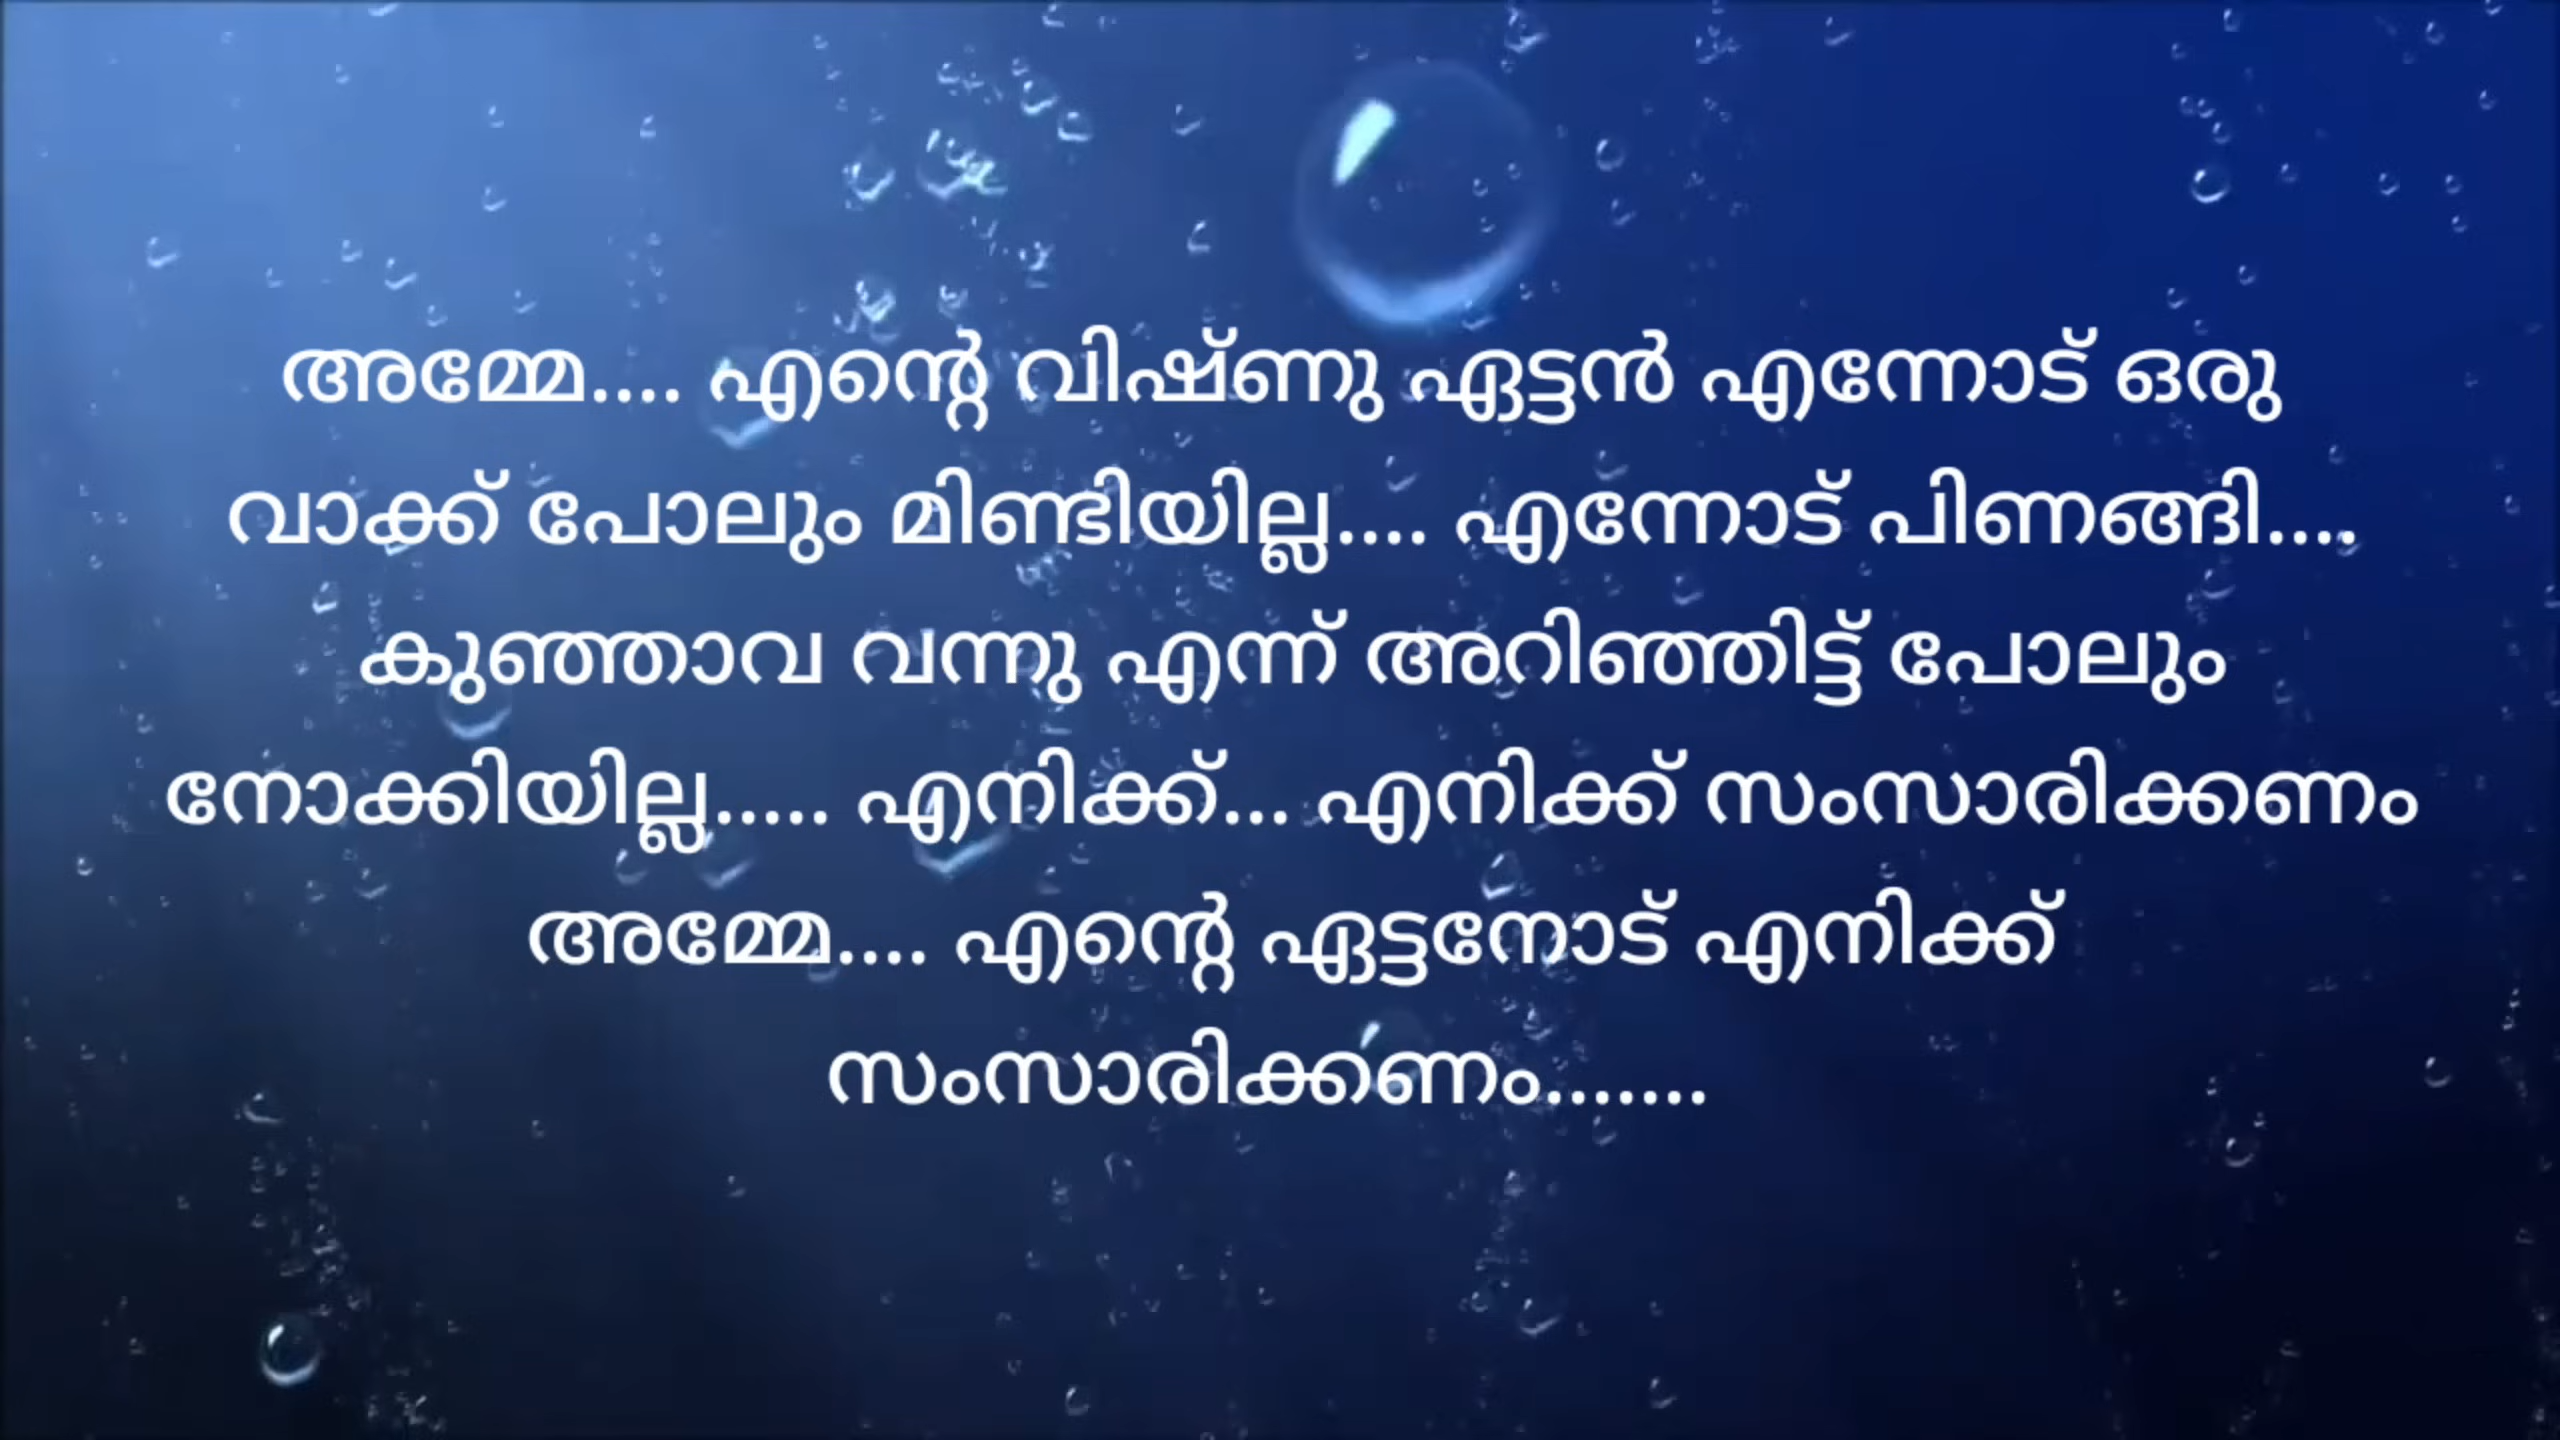 അമ്മേ.... എന്റെ വിഷ്ണു ഏട്ടൻ എന്നോട് ഒരു
വാക്ക് പോലും മിണ്ടിയില്ല.... എന്നോട് പിണങ്ങി....
കുഞ്ഞാവ വന്നു എന്ന് അറിഞ്ഞിട്ട് പോലും
നോക്കിയില്ല..... എനിക്ക്... എനിക്ക് സംസാരിക്കണം
അമ്മേ.... എന്റെ ഏട്ടനോട് എനിക്ക്
സംസാരിക്കണം.......